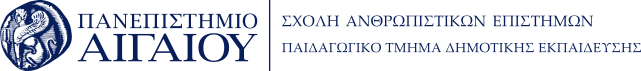 ΠΑΝΕΠΙΣΤΗΜΙΟ
ΑΙΓΑΙΟΥ
ΣΧΟΛΗ ΑΝΘΡΩΠΙΣΤΙΚΩΝ ΕΠΙΣΤΗΜΩΝ
ΠΑΙΔΑΓΩΓΙΚΟ ΤΜΗΜΑ ΔΗΜΟΤΙΚΗΣ ΕΚΠΑΙΔΕΥΣΗΣ